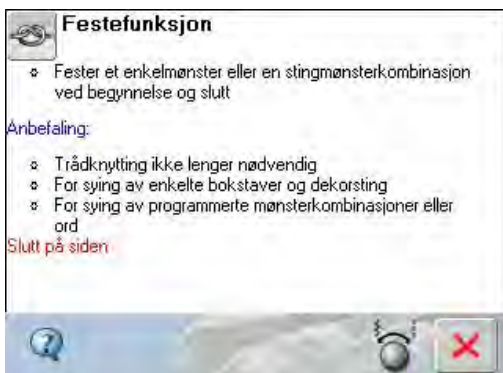 Festefunksjon
Fester et enkelmønster eller en stingmønsterkombinasjon
ved begynnelse og slutt
Anbefaling:
Trådknytting ikke lenger nødvendig
For sying av enkelte bokstaver og dekorsting
For sying av programmerte mønsterkombinasjoner eller
ord
Slutt på siden